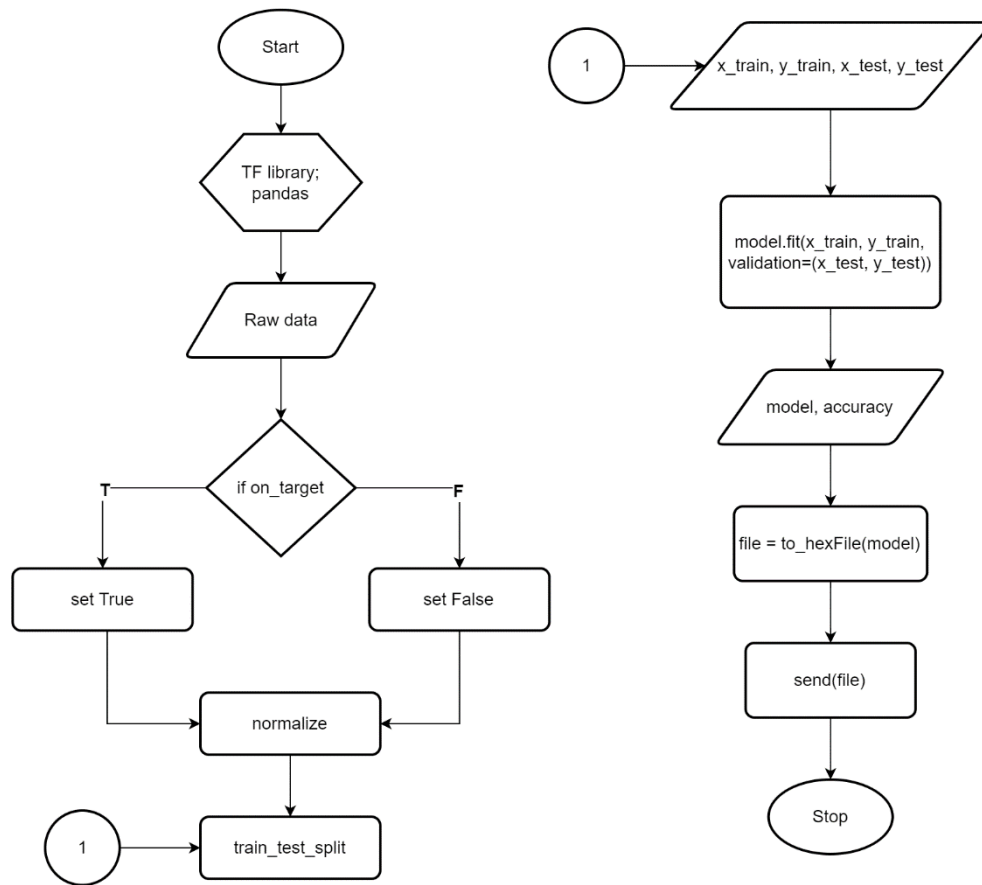 Start
TF library;
pandas
Raw data
if on_target
T
F
set True
set False
normalize
1
train_test_split
1
x_train, y_train, x_test, y_test
model.fit(x_train, y_train,
validation=(x_test, y_test))
model, accuracy
file = to_hexFile(model)
send(file)
Stop